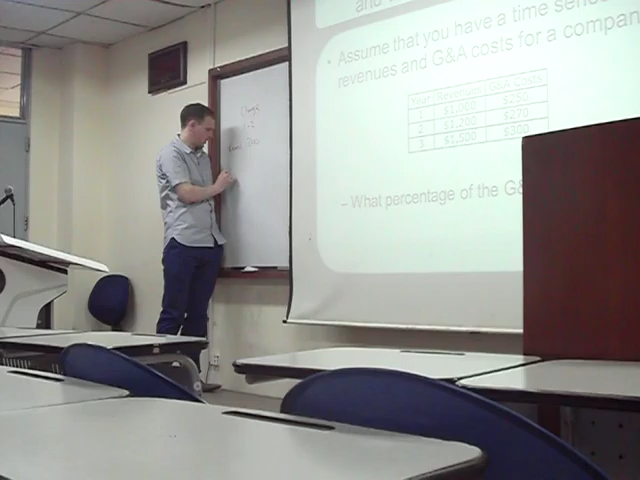 and
• Assume that you have a time series
revenues and G&A costs for a compan
Year Revenues G&A Costs
1 $1,000 $250
2 $1,200 $270
3 $1,500 $300
– What percentage of the G&
Change